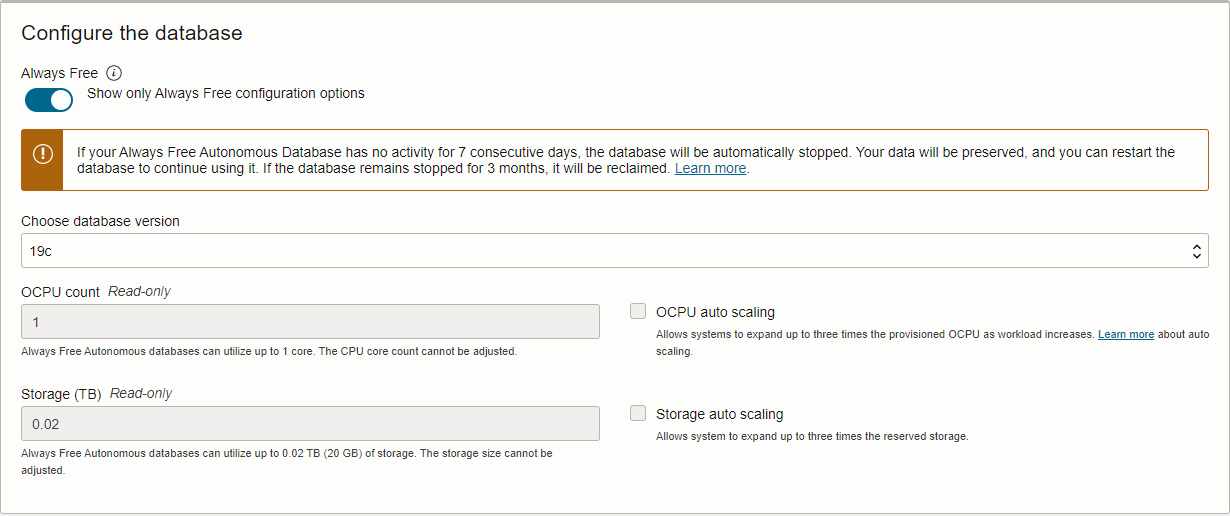 Configure the database
Always Free
Show only Always Free configuration options
If your Always Free Autonomous Database has no activity for 7 consecutive days, the database will be automatically stopped. Your data will be preserved, and you can restart the
database to continue using it. If the database remains stopped for 3 months, it will be reclaimed. Learn more.
Choose database version
19c
OCPU count Read-only
1
Always Free Autonomous databases can utilize up to 1 core. The CPU core count cannot be adjusted.
OCPU auto scaling
Allows systems to expand up to three times the provisioned OCPU as workload increases. Learn more about auto
scaling.
Storage (TB) Read-only
0.02
Always Free Autonomous databases can utilize up to 0.02 TB (20 GB) of storage. The storage size cannot be
adjusted.
Storage auto scaling
Allows system to expand up to three times the reserved storage.